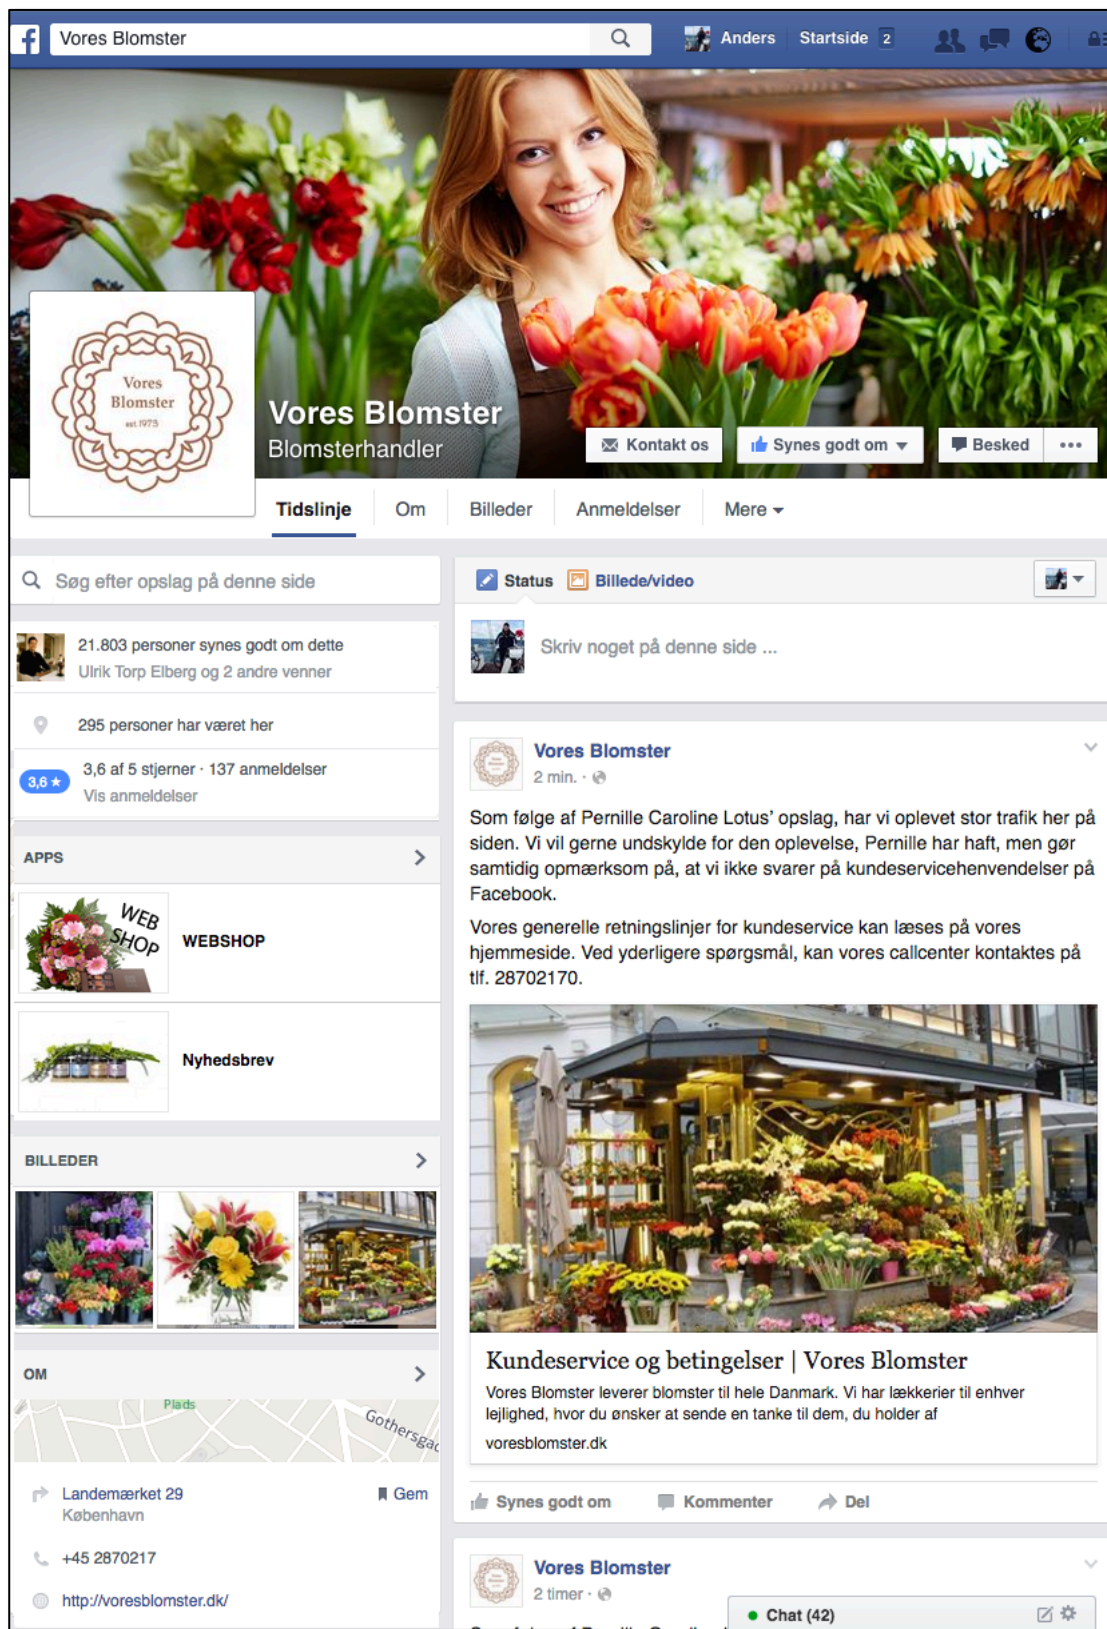 Vores Blomster
Anders Startside 2
Vores
Blomster
est.1973
Vores Blomster
Blomsterhandler
Kontakt os
Synes godt om
Besked
Tidslinje Om Billeder Anmeldelser Mere
Søg efter opslag på denne side
21.803 personer synes godt om dette
Ulrik Torp Elberg og 2 andre venner
295 personer har været her
3,6 ★
3,6 af 5 stjerner · 137 anmeldelser
Vis anmeldelser
APPS
WEB
SHOP
WEBSHOP
Nyhedsbrev
BILLEDER
OM
Plads
Gothersgad
Landemærket 29
Gem
København
+45 2870217
http://voresblomster.dk/
Status Billede/video
Skriv noget på denne side ...
Vores Blomster
2 min. ·
Som følge af Pernille Caroline Lotus’ opslag, har vi oplevet stor trafik her på
siden. Vi vil gerne undskylde for den oplevelse, Pernille har haft, men gør
samtidig opmærksom på, at vi ikke svarer på kundeservicehenvendelser på
Facebook.
Vores generelle retningslinjer for kundeservice kan læses på vores
hjemmeside. Ved yderligere spørgsmål, kan vores callcenter kontaktes på
tlf. 28702170.
Kundeservice og betingelser | Vores Blomster
Vores Blomster leverer blomster til hele Danmark. Vi har lækkerier til enhver
lejlighed, hvor du ønsker at sende en tanke til dem, du holder af
voresblomster.dk
Synes godt om Kommenter Del
Vores Blomster
2 timer ·
Chat (42)